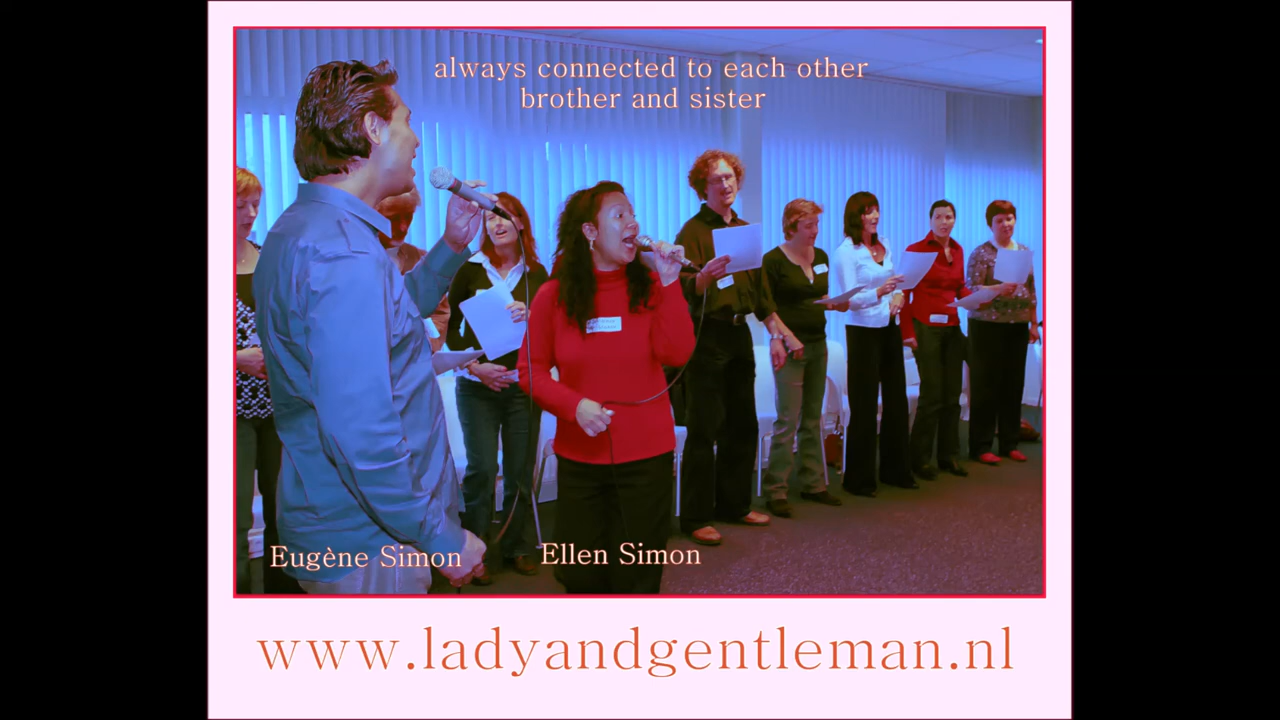 always connected to each other
brother and sister
Eugène Simon
Ellen Simon
www.ladyandgentleman.nl